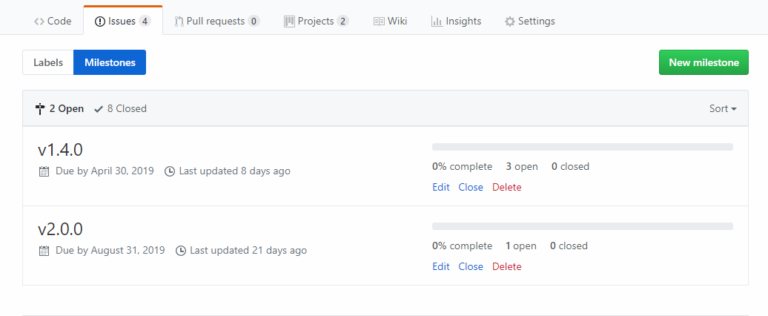 Code Issues 4 Pull requests 0 Projects 2 Wiki Insights Settings
Labels Milestones New milestone
2 Open 8 Closed Sort
v1.4.0
Due by April 30, 2019 Last updated 8 days ago
0% complete 3 open 0 closed
Edit Close Delete
v2.0.0
Due by August 31, 2019 Last updated 21 days ago
0% complete 1 open 0 closed
Edit Close Delete